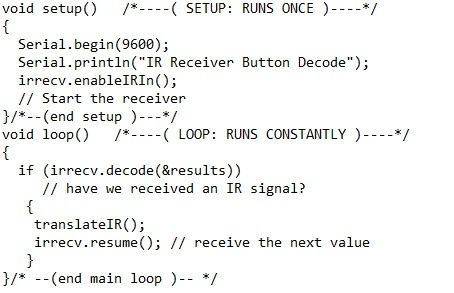 void setup()   /*----( SETUP: RUNS ONCE )----*/
{
  Serial.begin(9600);
  Serial.println("IR Receiver Button Decode");
  irrecv.enableIRIn();
  // Start the receiver
}/*--(end setup )---*/
void loop()   /*----( LOOP: RUNS CONSTANTLY )----*/
{
  if (irrecv.decode(&results))
     // have we received an IR signal?
   {
    translateIR();
    irrecv.resume(); // receive the next value
   }
}/* --(end main loop )-- */